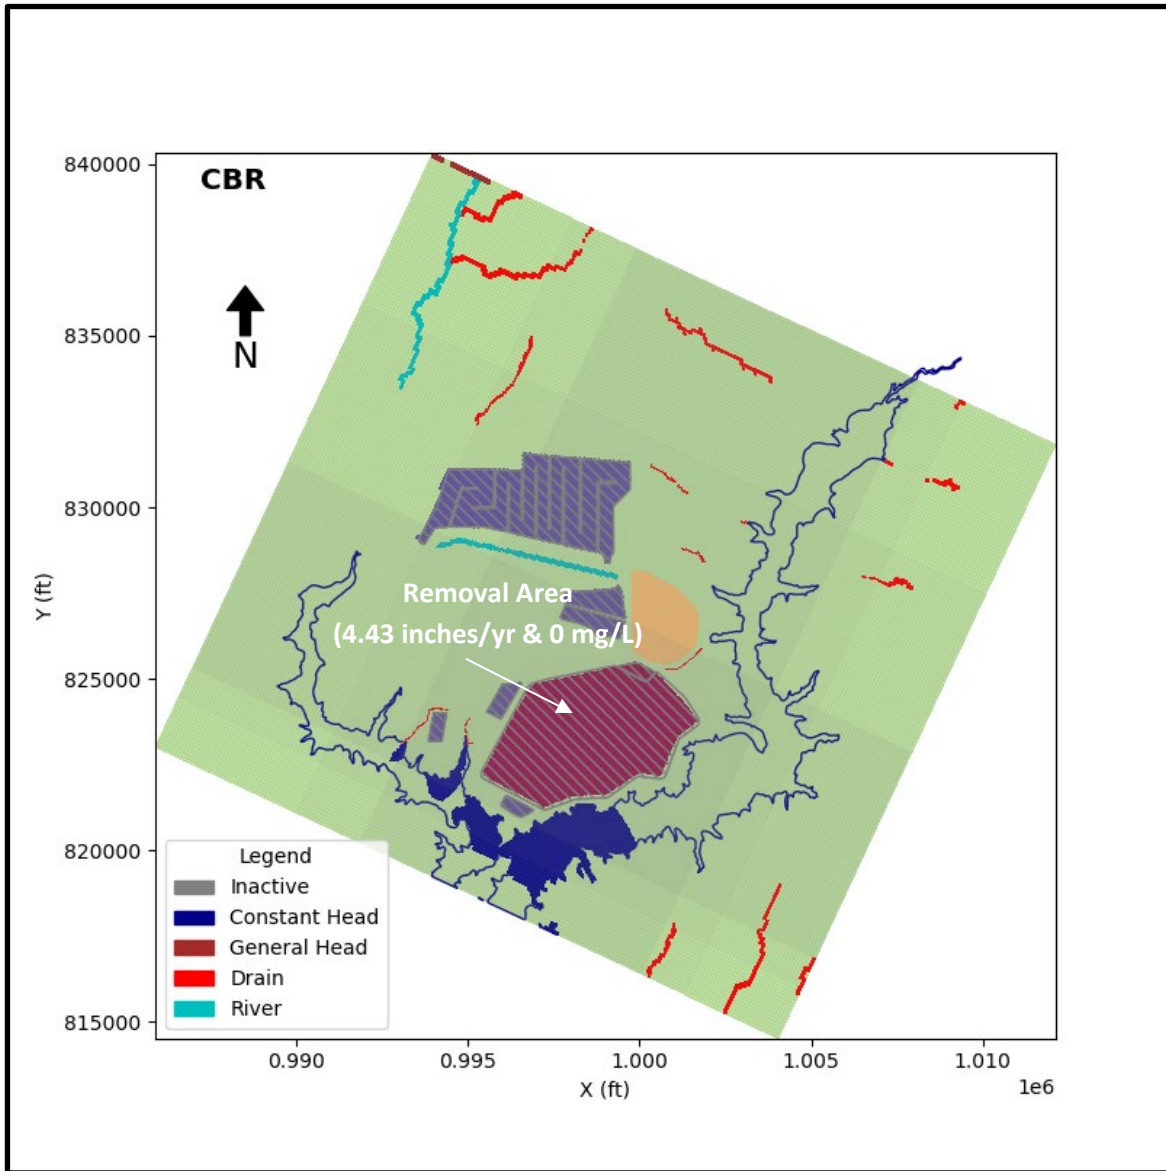 840000
CBR
N
835000
830000
Removal Area
(4.43 inches/yr & 0 mg/L)
825000
820000
815000
Y (ft)
Legend
Inactive
Constant Head
General Head
Drain
River
0.990
0.995
1.000
1.005
1.010
X (ft)
1e6